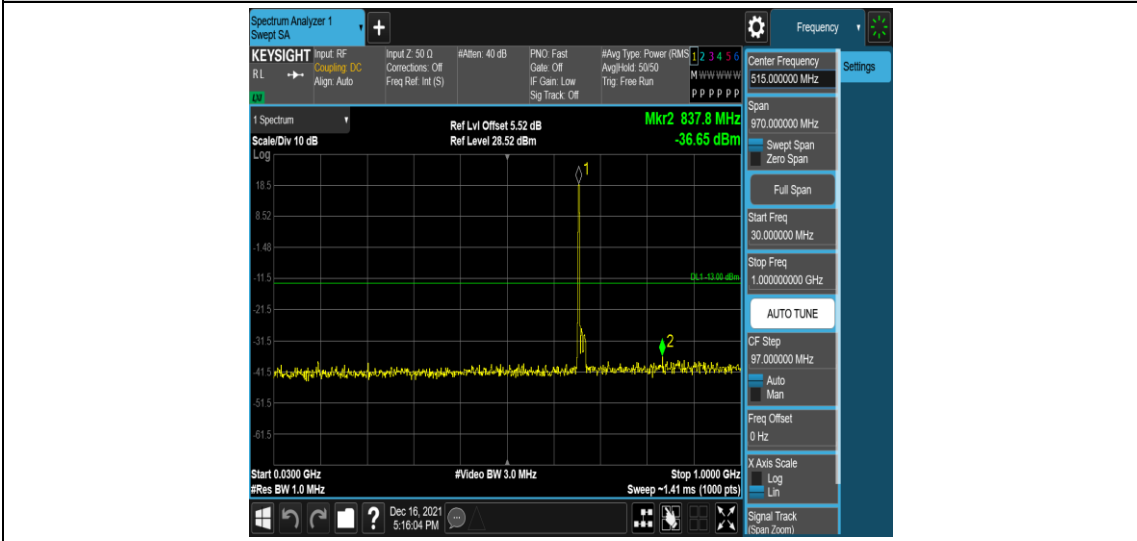 Spectrum Analyzer 1
Swept SA
Frequency
KEYSIGHT
RL
LM
Input: RF
Coupling: DC
Align: Auto
Input Z: 50 Ω
Corrections: Off
Freq Ref: Int (S)
#Atten: 40 dB
PNO: Fast
Gate: Off
IF Gain: Low
Sig Track: Off
#Avg Type: Power (RMS
Avg|Hold: 50/50
Trig: Free Run
1 2 3 4 5 6
M W W W W W
P P P P P P
1 Spectrum
Scale/Div 10 dB
Log
Ref Lvl Offset 5.52 dB
Ref Level 28.52 dBm
Mkr2 837.8 MHz
-36.65 dBm
1
18.5
8.52
-1.48
-11.5
DL1 -13.00 dBm
-21.5
-31.5
2
-41.5
-51.5
-61.5
Start 0.0300 GHz
#Res BW 1.0 MHz
#Video BW 3.0 MHz
Stop 1.0000 GHz
Sweep ~1.41 ms (1000 pts)
?
Dec 16, 2021
5:16:04 PM
Center Frequency
515.000000 MHz
Settings
Span
970.000000 MHz
Swept Span
Zero Span
Full Span
Start Freq
30.000000 MHz
Stop Freq
1.000000000 GHz
AUTO TUNE
CF Step
97.000000 MHz
Auto
Man
Freq Offset
0 Hz
X Axis Scale
Log
Lin
Signal Track
(Span Zoom)